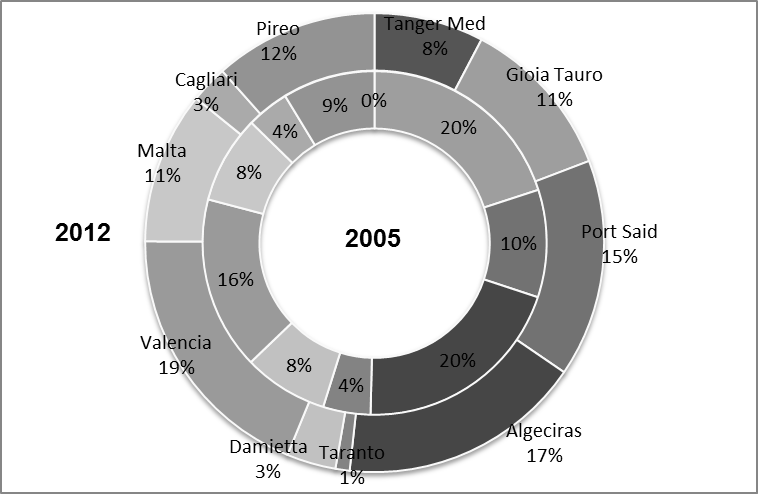 Pireo
12%
Tanger Med
8%
Cagliari
3%
Gioia Tauro
11%
9%
0%
20%
4%
Malta
11%
8%
2012
2005
10%
Port Said
15%
16%
Valencia
19%
8%
4%
20%
Damietta
3%
Taranto
1%
Algeciras
17%